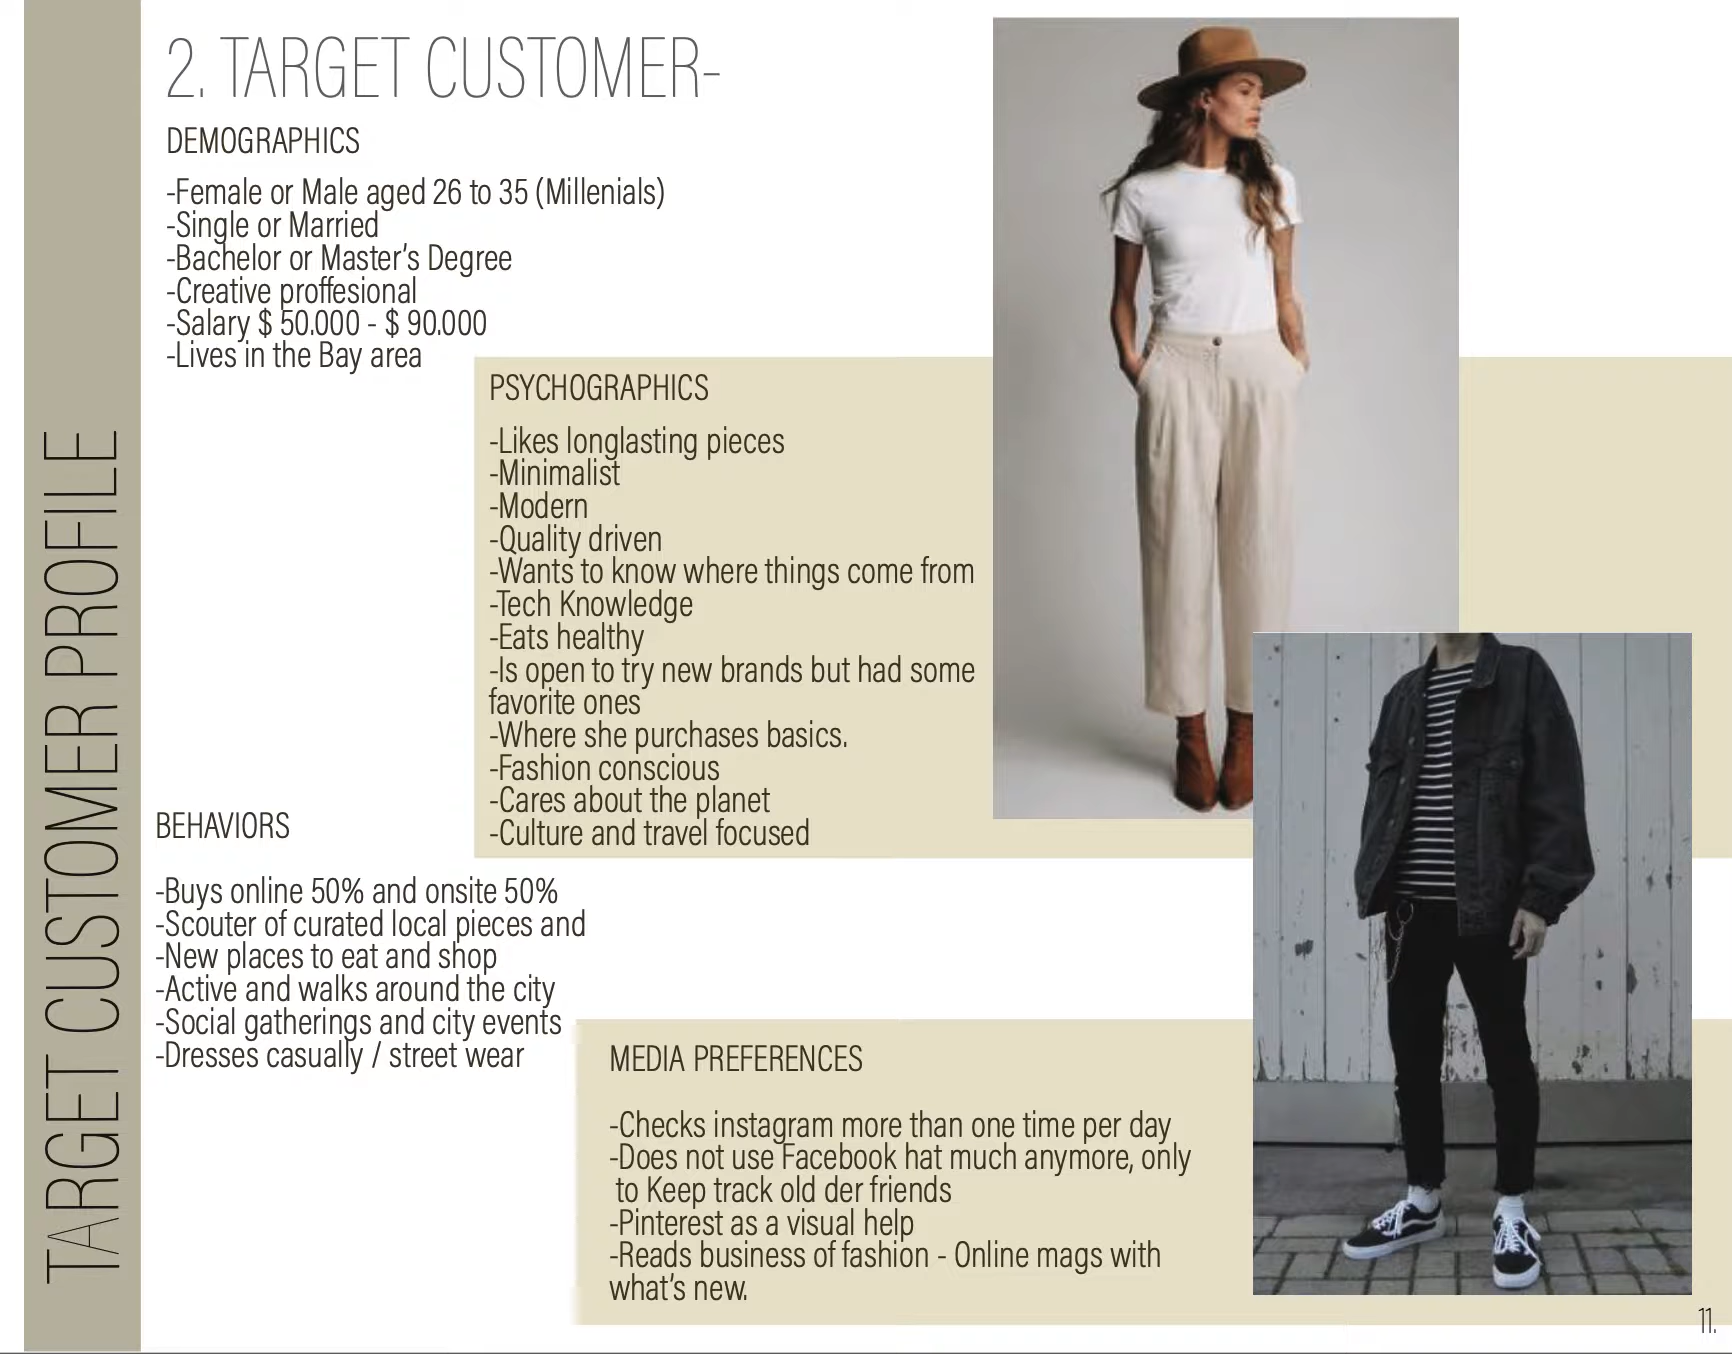 TARGET CUSTOMER PROFILE
2. TARGET CUSTOMER-
DEMOGRAPHICS
-Female or Male aged 26 to 35 (Millenials)
-Single or Married
-Bachelor or Master's Degree
-Creative proffesional
-Salary $ 50.000 - $ 90.000
-Lives in the Bay area
PSYCHOGRAPHICS
-Likes longlasting pieces
-Minimalist
-Modern
-Quality driven
-Wants to know where things come from
-Tech Knowledge
-Eats healthy
-Is open to try new brands but had some
favorite ones
-Where she purchases basics.
-Fashion conscious
-Cares about the planet
-Culture and travel focused
BEHAVIORS
-Buys online 50% and onsite 50%
-Scouter of curated local pieces and
-New places to eat and shop
-Active and walks around the city
-Social gatherings and city events
-Dresses casually / street wear
MEDIA PREFERENCES
-Checks instagram more than one time per day
-Does not use Facebook hat much anymore, only
to Keep track old der friends
-Pinterest as a visual help
-Reads business of fashion - Online mags with
what's new.
11.